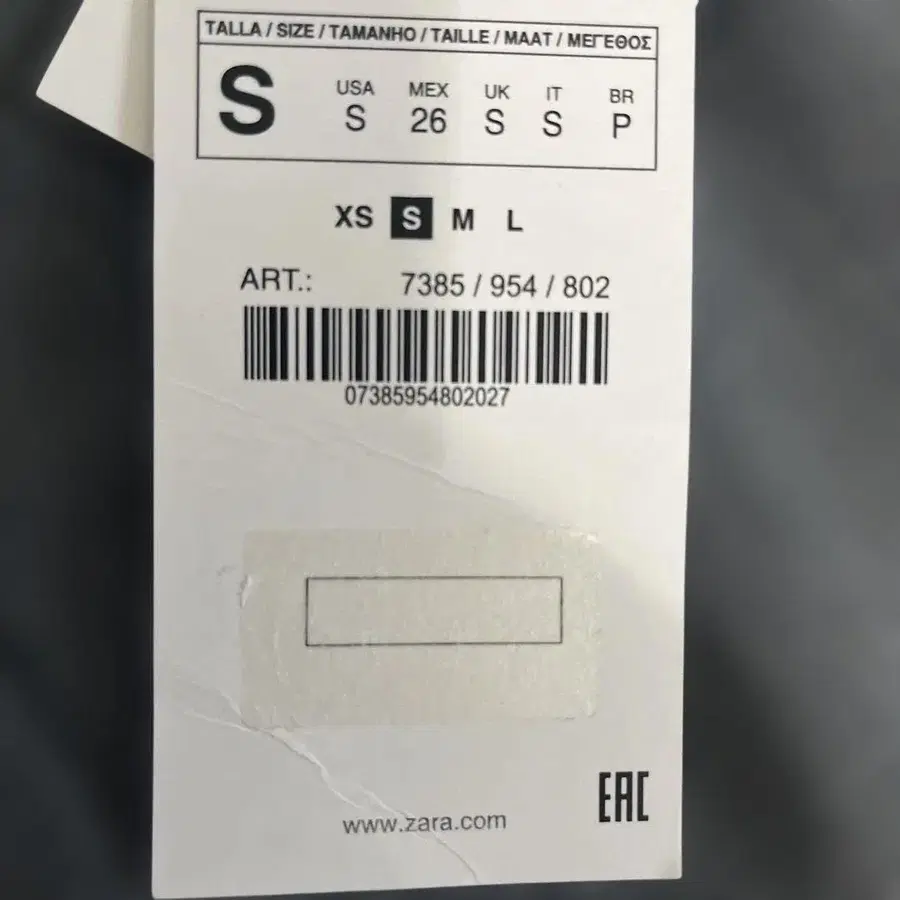 TALLA / SIZE / TAMANHO / TAILLE / MAAT / ΜΕΓΕΘΟΣ
S
USA MEX UK IT BR
S 26 S S P
XS S M L
ART.: 7385 / 954 / 802
07385954802027
EAC
www.zara.com